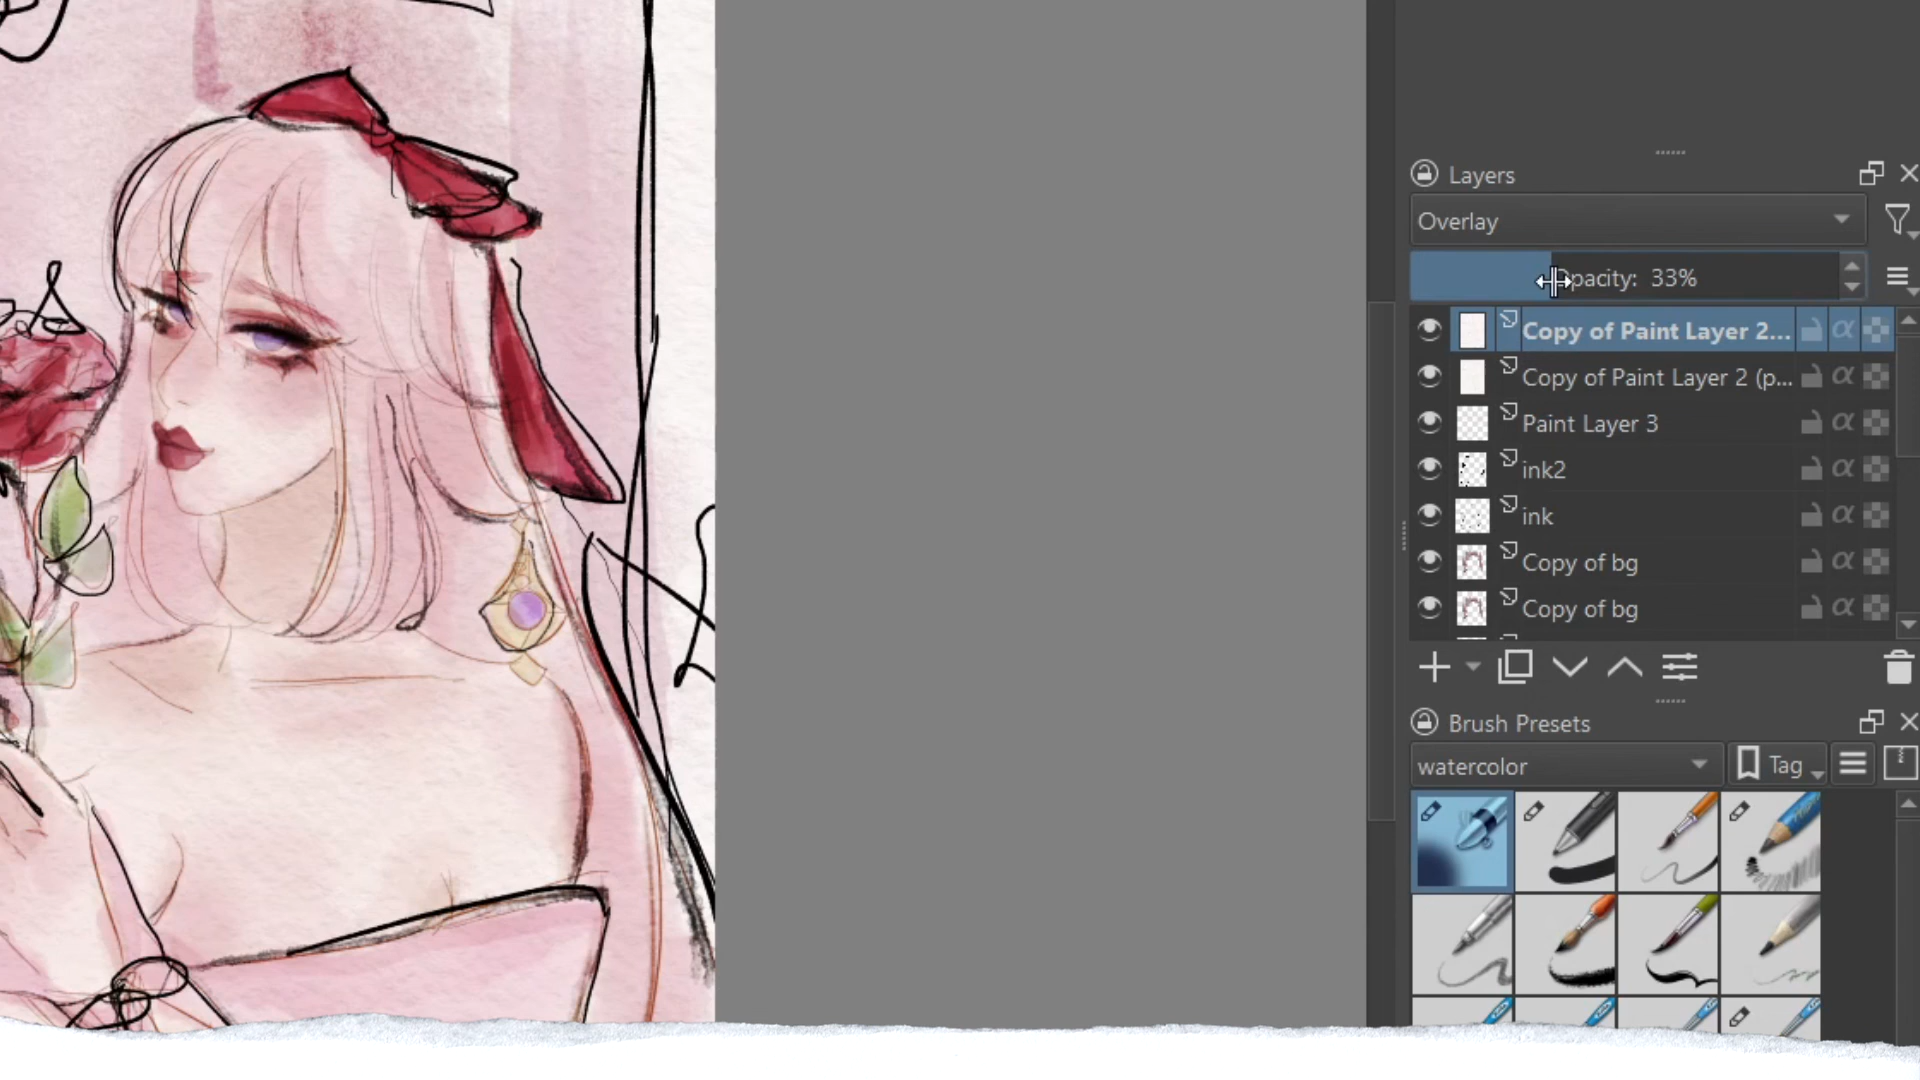 Layers
Overlay
Opacity: 33%
Copy of Paint Layer 2...
Copy of Paint Layer 2 (p...
Paint Layer 3
ink2
ink
Copy of bg
Copy of bg
Brush Presets
watercolor
Tag